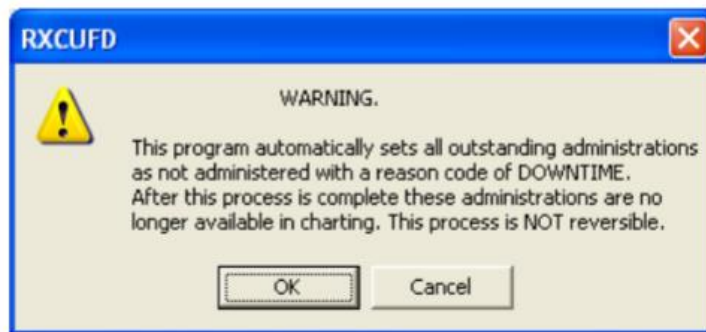 RXCUFD
WARNING.
This program automatically sets all outstanding administrations
as not administered with a reason code of DOWNTIME.
After this process is complete these administrations are no
longer available in charting. This process is NOT reversible.
OK
Cancel